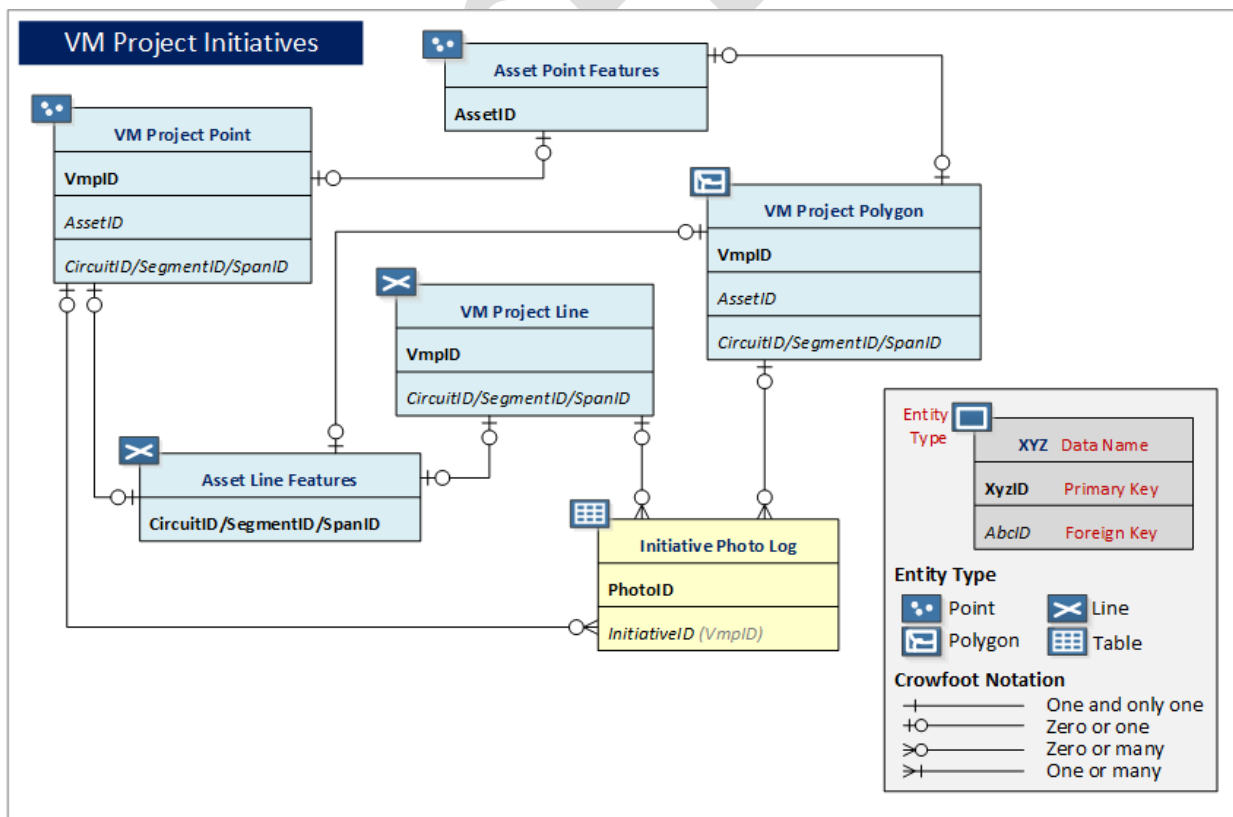 VM Project Initiatives
Asset Point Features
AssetID
VM Project Point
VmpID
AssetID
CircuitID/SegmentID/SpanID
VM Project Polygon
VmpID
AssetID
CircuitID/SegmentID/SpanID
VM Project Line
VmpID
CircuitID/SegmentID/SpanID
Asset Line Features
CircuitID/SegmentID/SpanID
Initiative Photo Log
PhotoID
InitiativeID (VmpID)
Entity
Type
XYZ Data Name
XyzID Primary Key
AbcID Foreign Key
Entity Type
Point
Line
Polygon
Table
Crowfoot Notation
One and only one
Zero or one
Zero or many
One or many